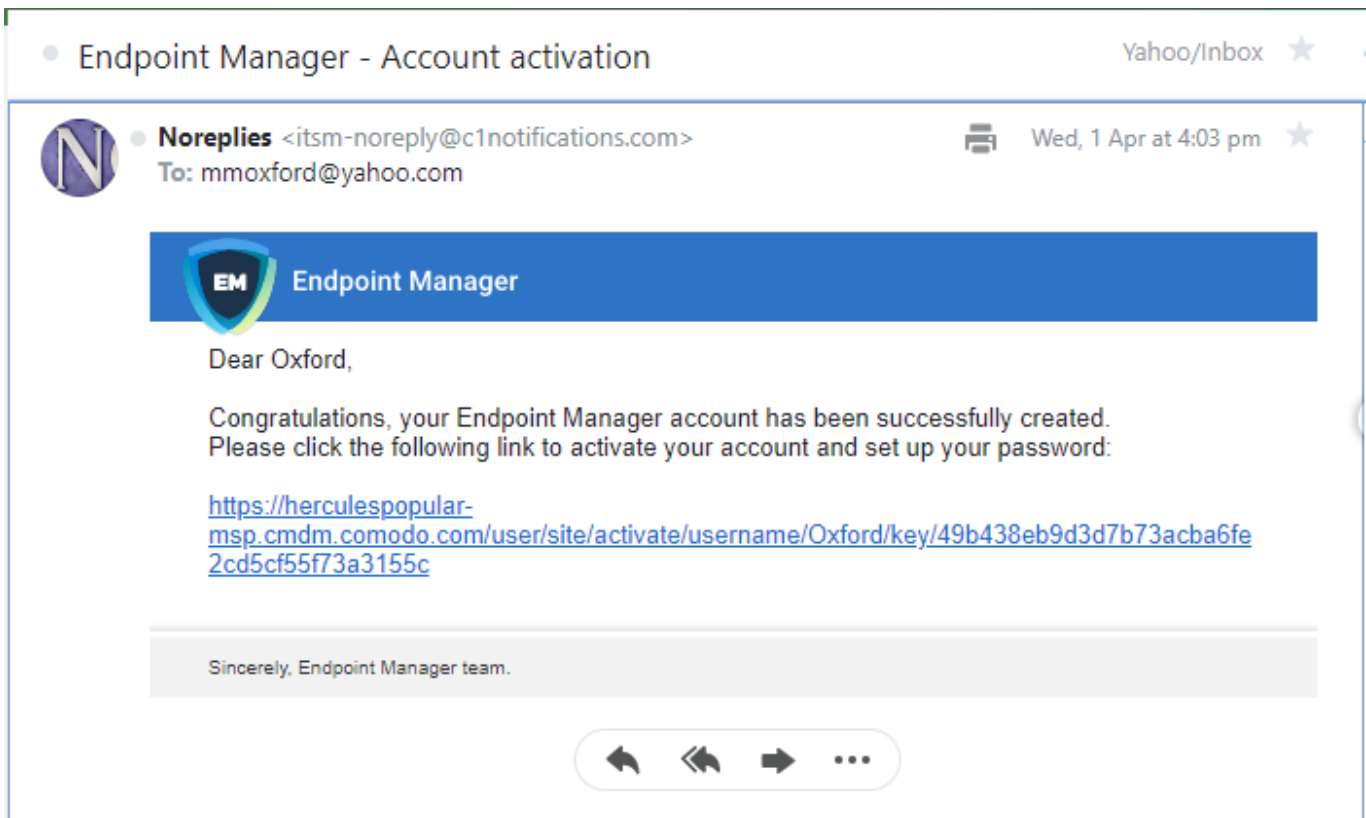 Endpoint Manager - Account activation
Yahoo/Inbox
N
Noreplies <itsm-noreply@c1notifications.com>
Wed, 1 Apr at 4:03 pm
To: mmoxford@yahoo.com
EM
Endpoint Manager
Dear Oxford,
Congratulations, your Endpoint Manager account has been successfully created.
Please click the following link to activate your account and set up your password:
https://herculespopular-
msp.cmdm.comodo.com/user/site/activate/username/Oxford/key/49b438eb9d3d7b73acba6fe
2cd5cf55f73a3155c
Sincerely, Endpoint Manager team.